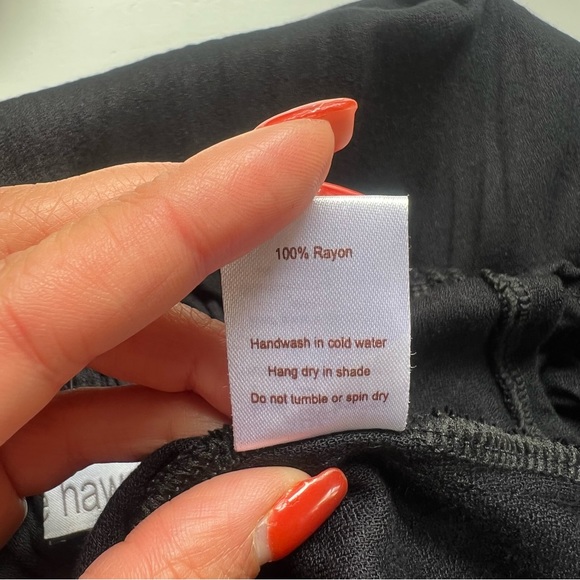 100% Rayon
Handwash in cold water
Hang dry in shade
Do not tumble or spin dry